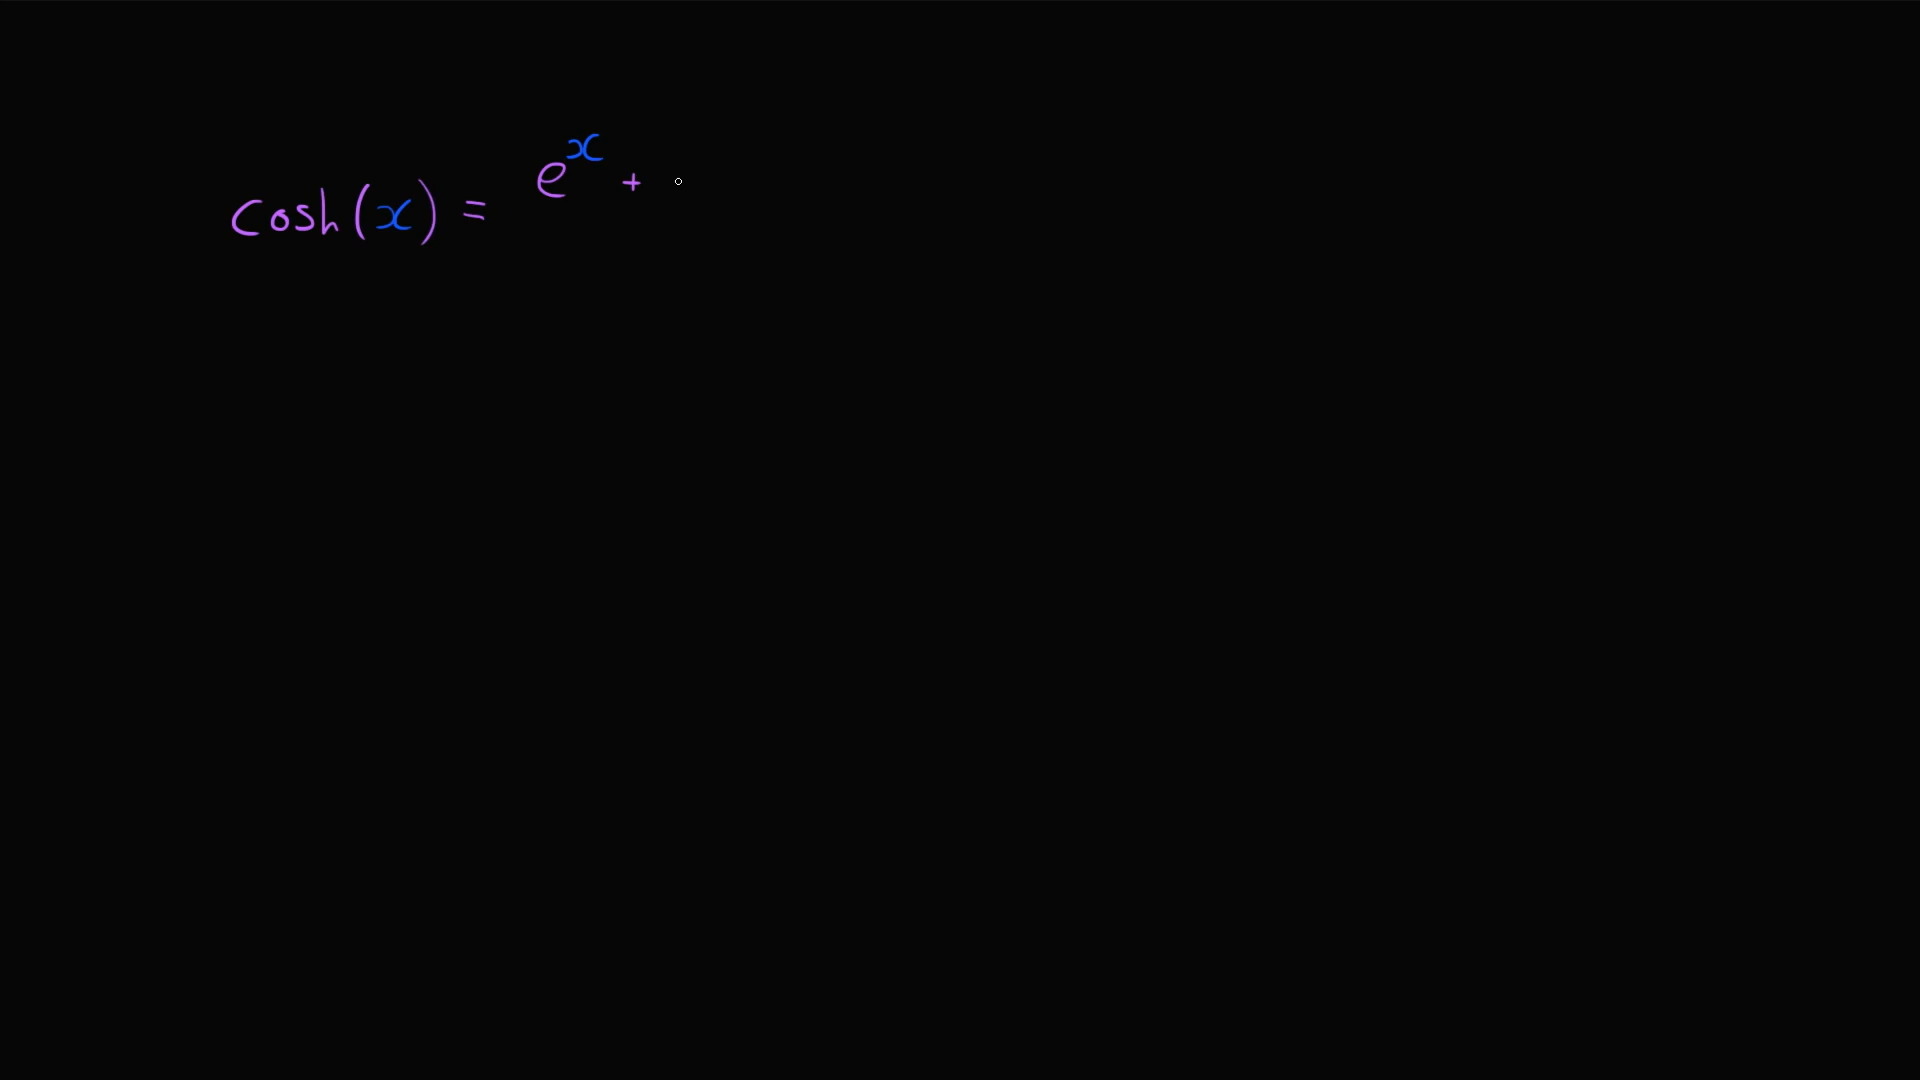 cosh(x) = e^x +